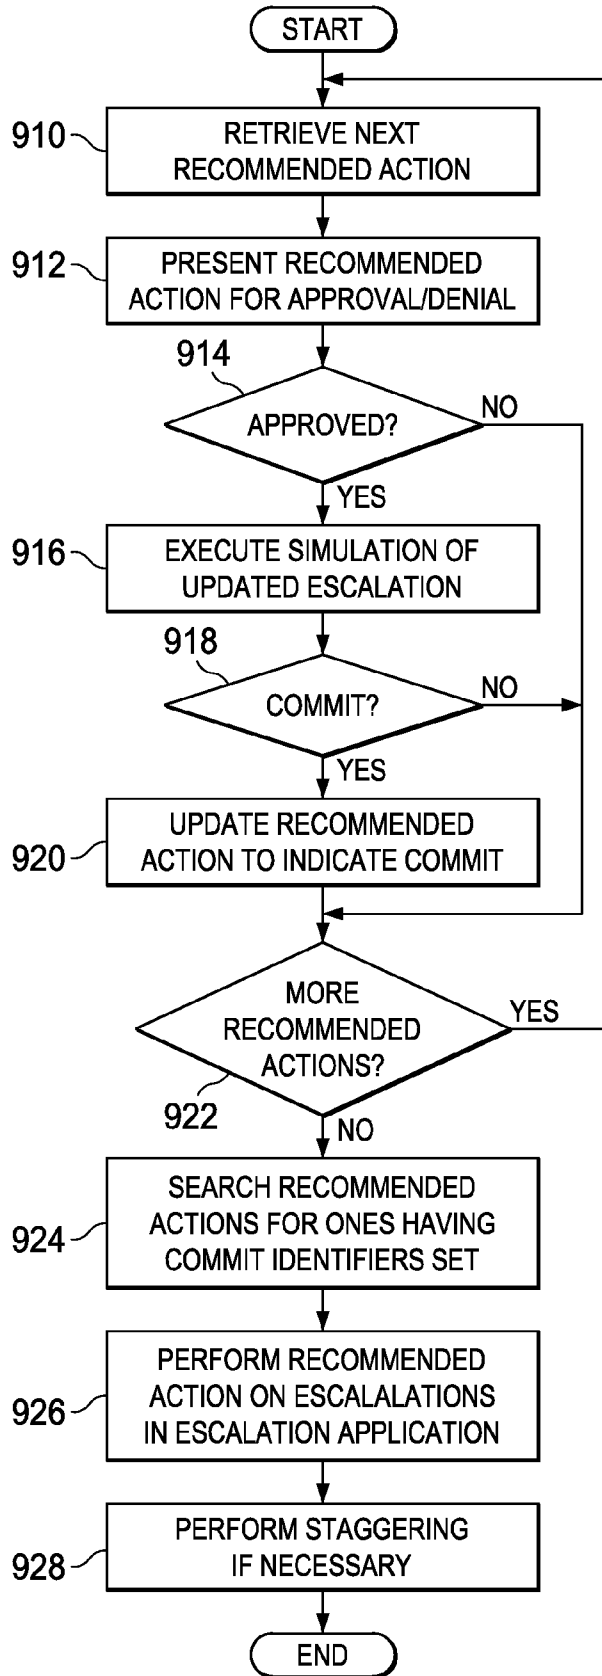 START
910
RETRIEVE NEXT
RECOMMENDED ACTION
912
PRESENT RECOMMENDED
ACTION FOR APPROVAL/DENIAL
914
APPROVED?
NO
YES
916
EXECUTE SIMULATION OF
UPDATED ESCALATION
918
COMMIT?
NO
YES
920
UPDATE RECOMMENDED
ACTION TO INDICATE COMMIT
MORE
RECOMMENDED
ACTIONS?
YES
922
NO
924
SEARCH RECOMMENDED
ACTIONS FOR ONES HAVING
COMMIT IDENTIFIERS SET
926
PERFORM RECOMMENDED
ACTION ON ESCALALATIONS
IN ESCALATION APPLICATION
928
PERFORM STAGGERING
IF NECESSARY
END